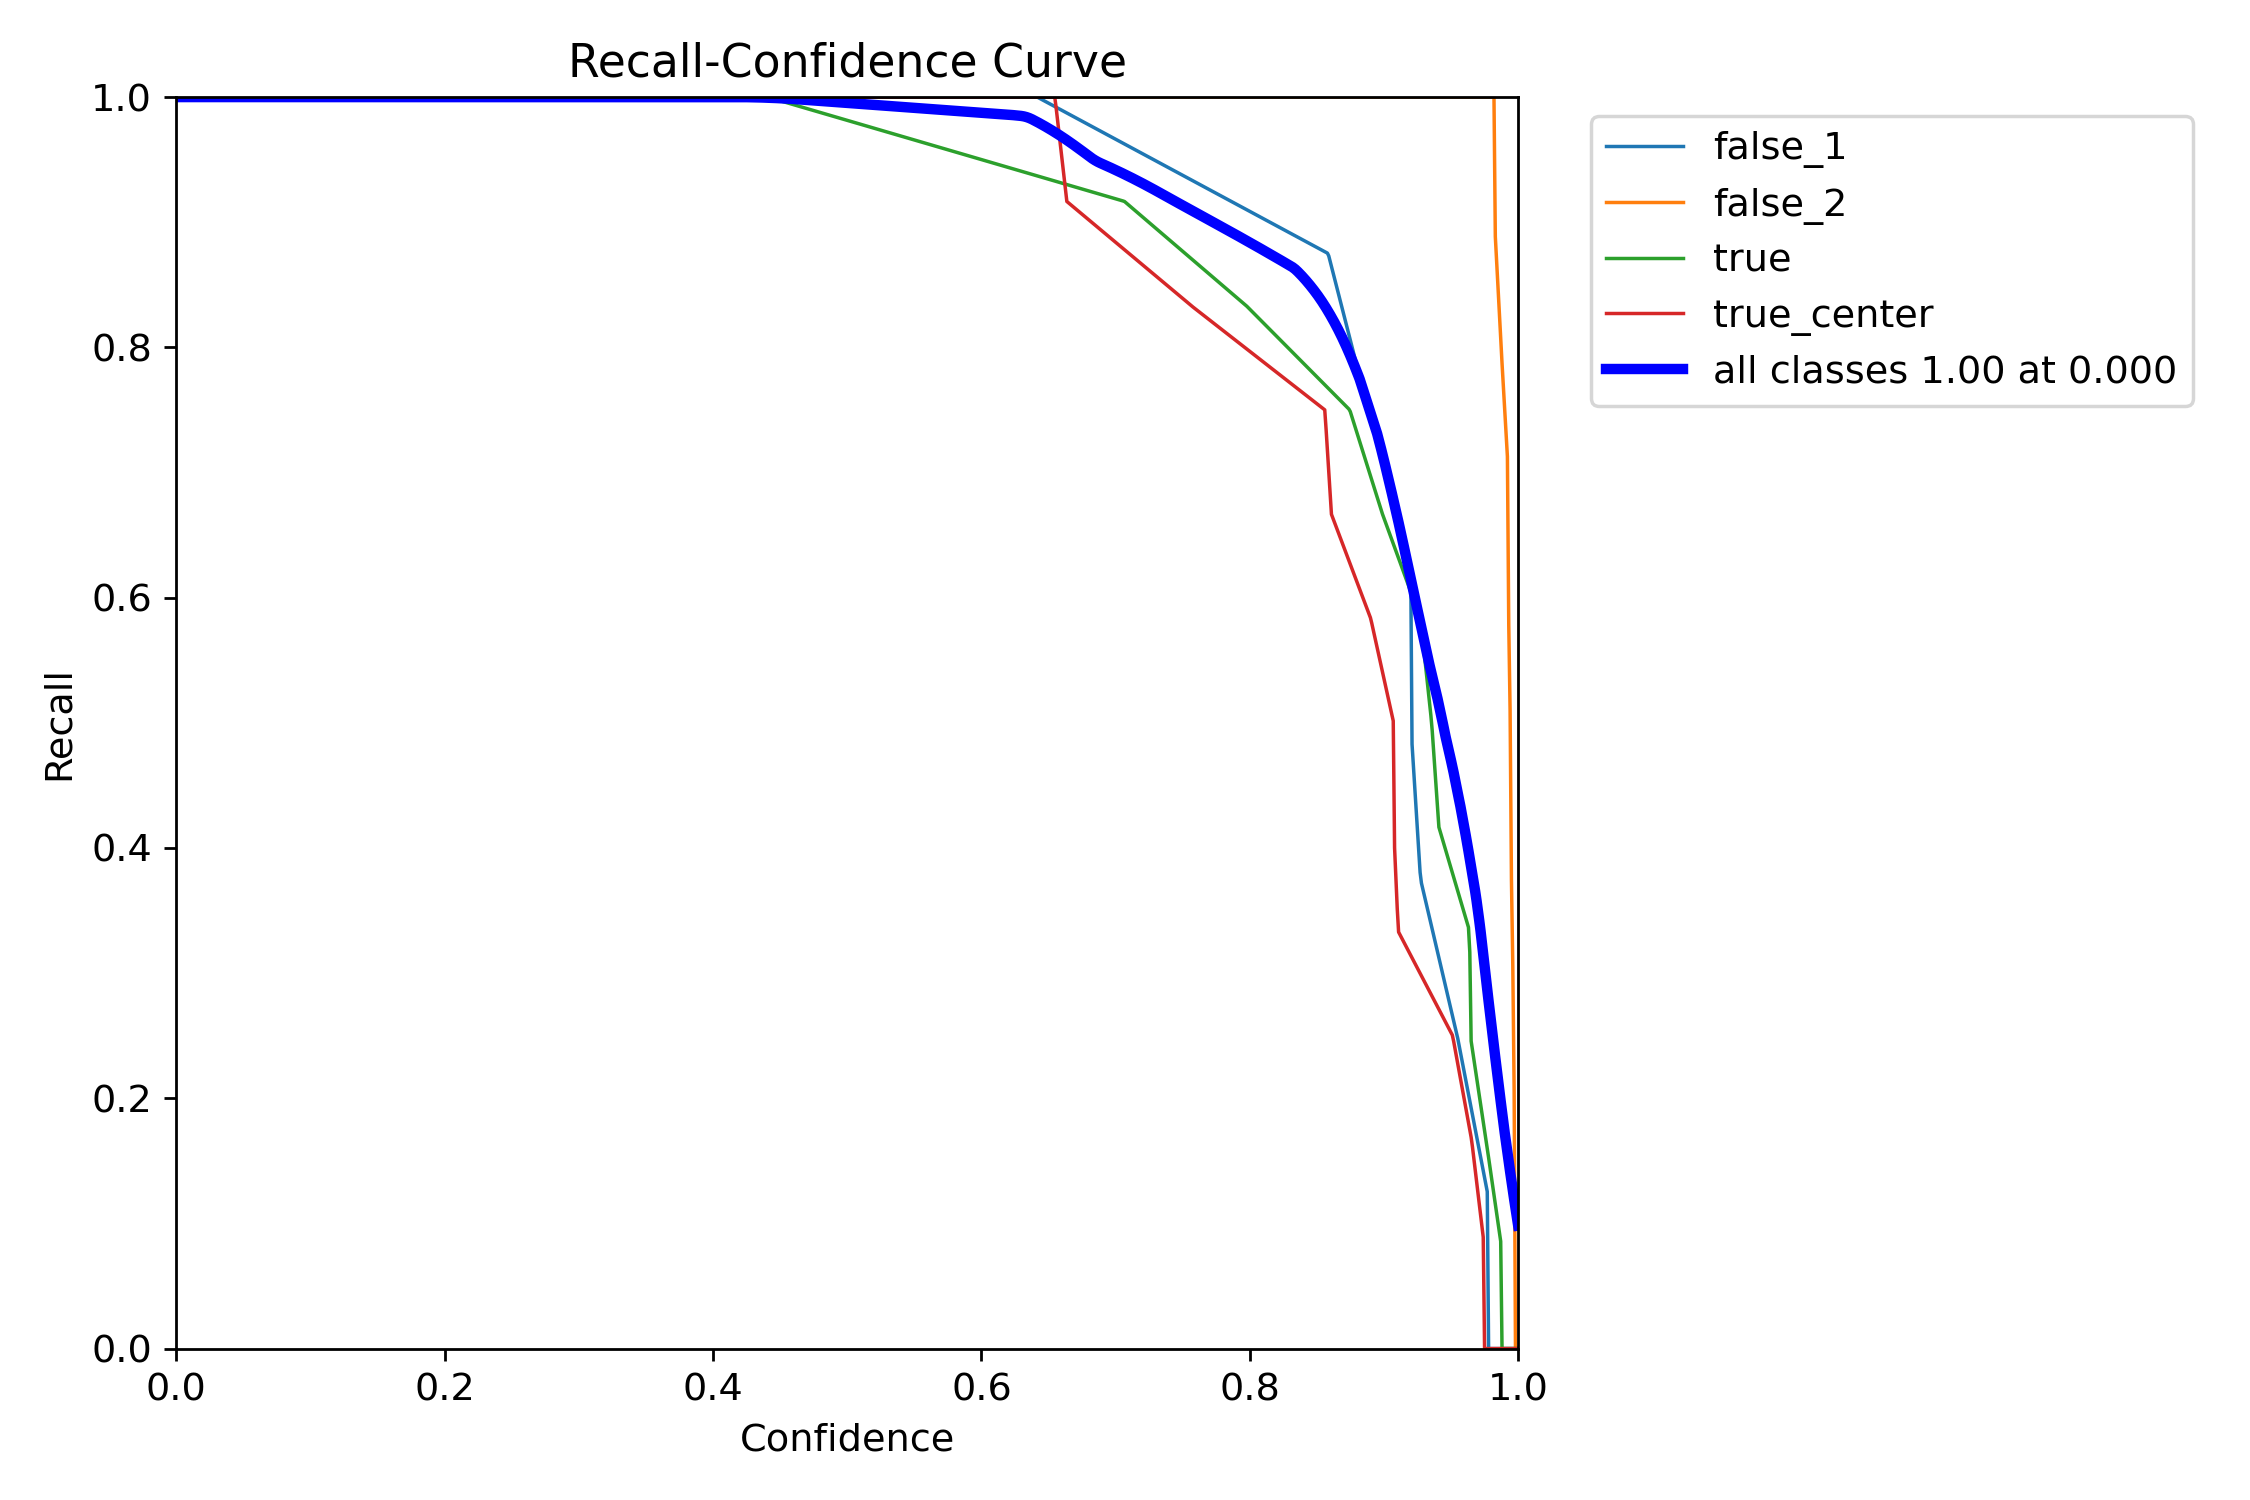 Recall-Confidence Curve
1.0
0.8
0.6
0.4
0.2
0.0
Recall
0.0 0.2 0.4 0.6 0.8 1.0
Confidence
false_1
false_2
true
true_center
all classes 1.00 at 0.000